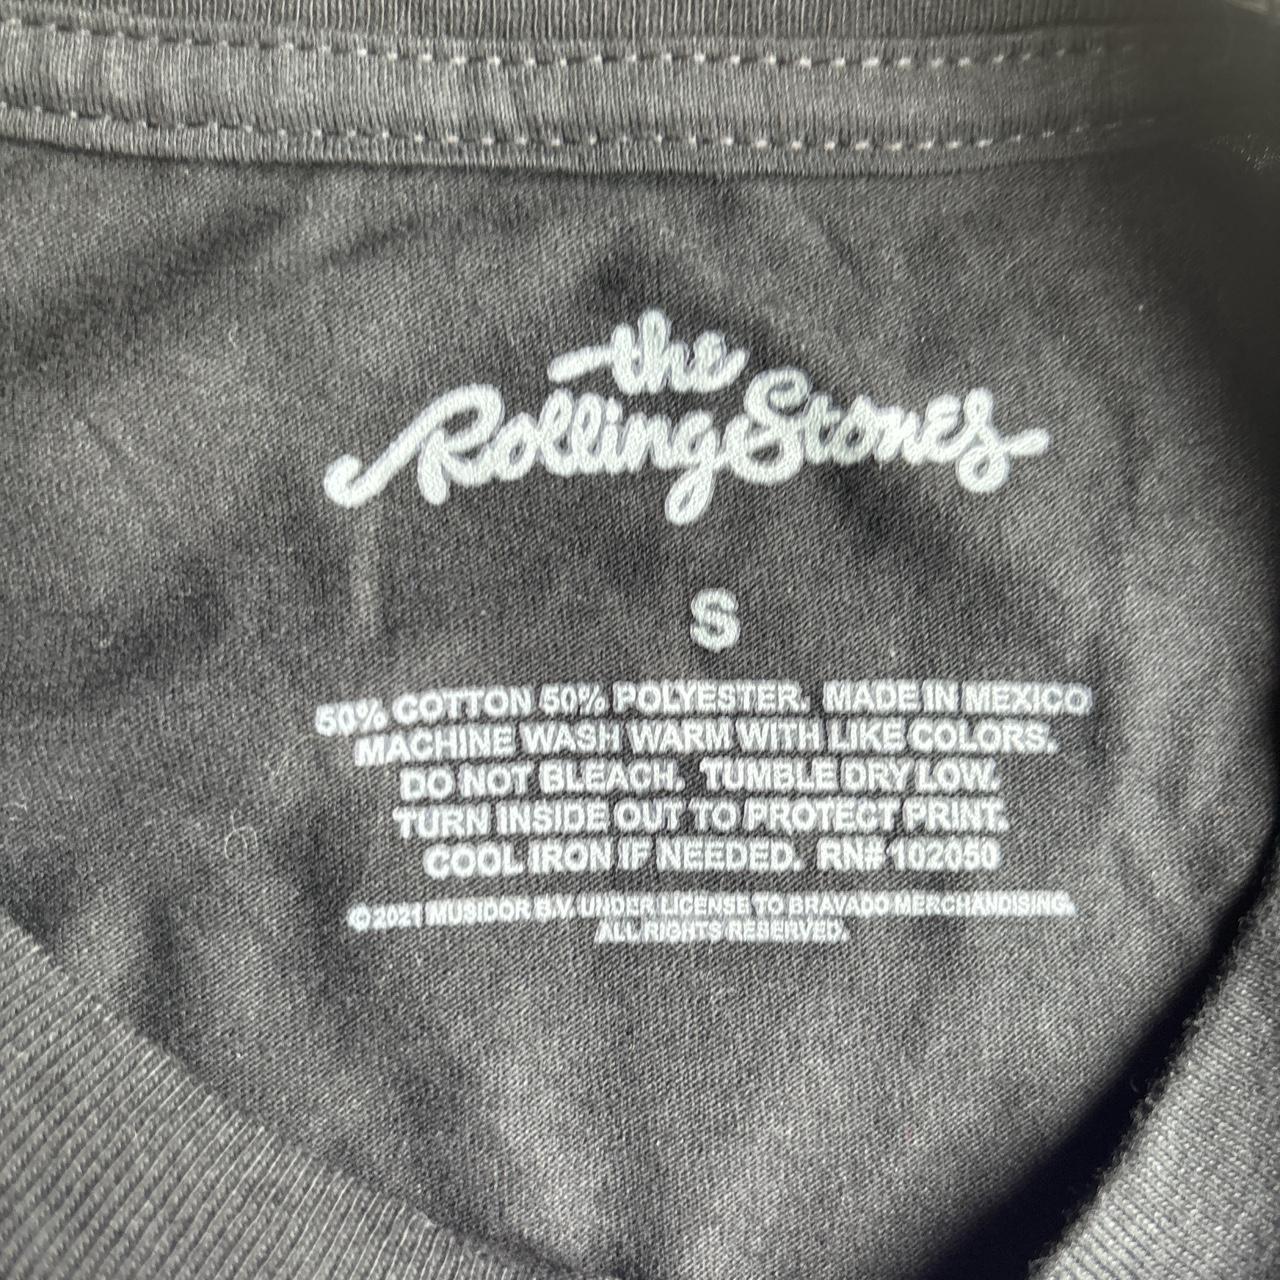 the
Rolling Stones
S
50% COTTON 50% POLYESTER. MADE IN MEXICO
MACHINE WASH WARM WITH LIKE COLORS.
DO NOT BLEACH. TUMBLE DRY LOW.
TURN INSIDE OUT TO PROTECT PRINT.
COOL IRON IF NEEDED. RN# 102050
© 2021 MUSIDOR B.V. UNDER LICENSE TO BRAVADO MERCHANDISING.
ALL RIGHTS RESERVED.